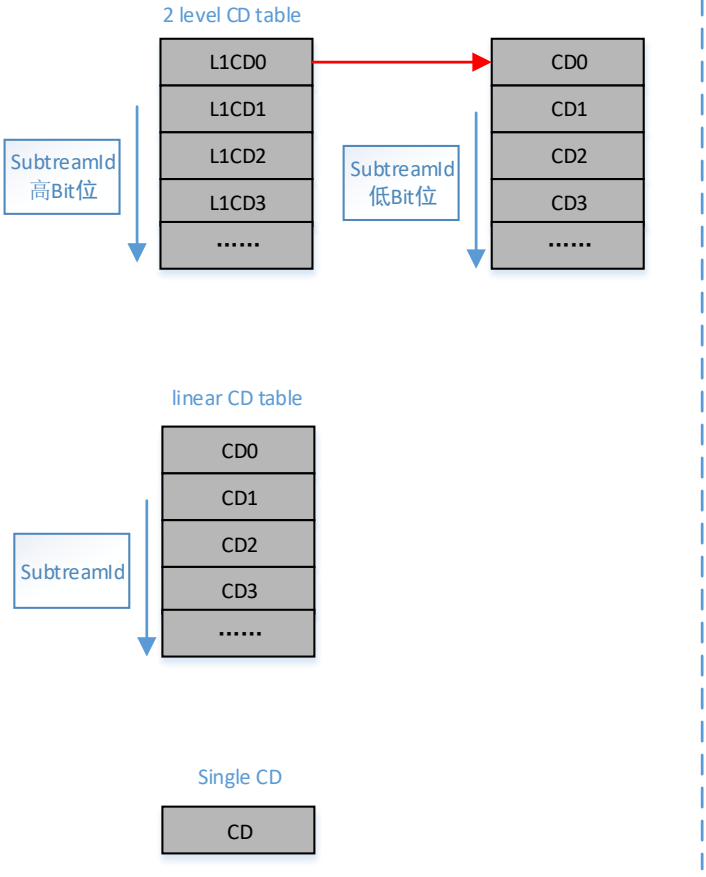 2 level CD table
L1CD0
L1CD1
L1CD2
L1CD3
......
SubtreamId
高Bit位
CD0
CD1
CD2
CD3
......
SubtreamId
低Bit位
linear CD table
CD0
CD1
CD2
CD3
......
SubtreamId
Single CD
CD